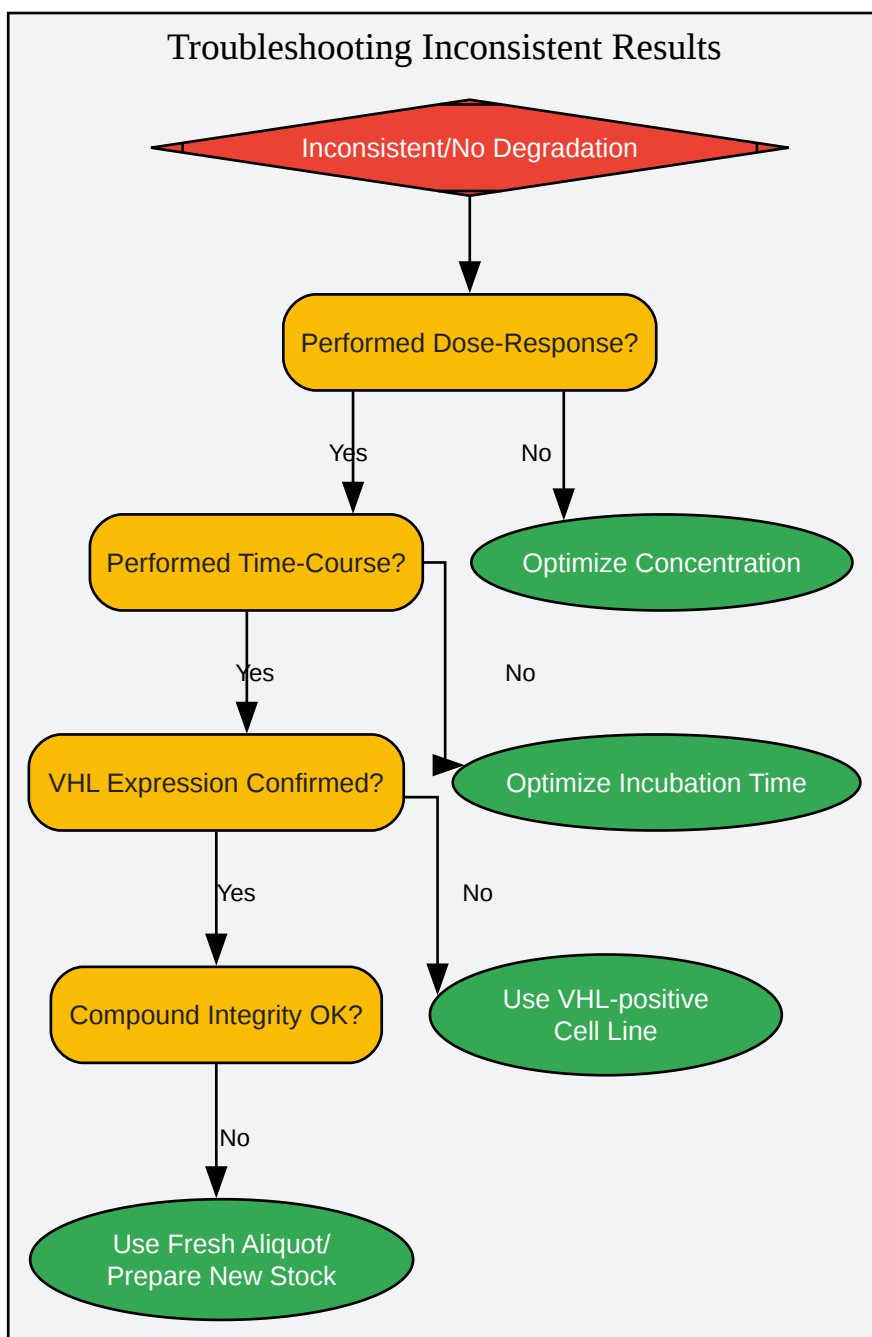 Troubleshooting Inconsistent Results
Inconsistent/No Degradation
Performed Dose-Response?
Yes
No
Performed Time-Course?
Optimize Concentration
Yes
No
VHL Expression Confirmed?
Optimize Incubation Time
Yes
No
Compound Integrity OK?
Use VHL-positive
Cell Line
No
Use Fresh Aliquot/
Prepare New Stock